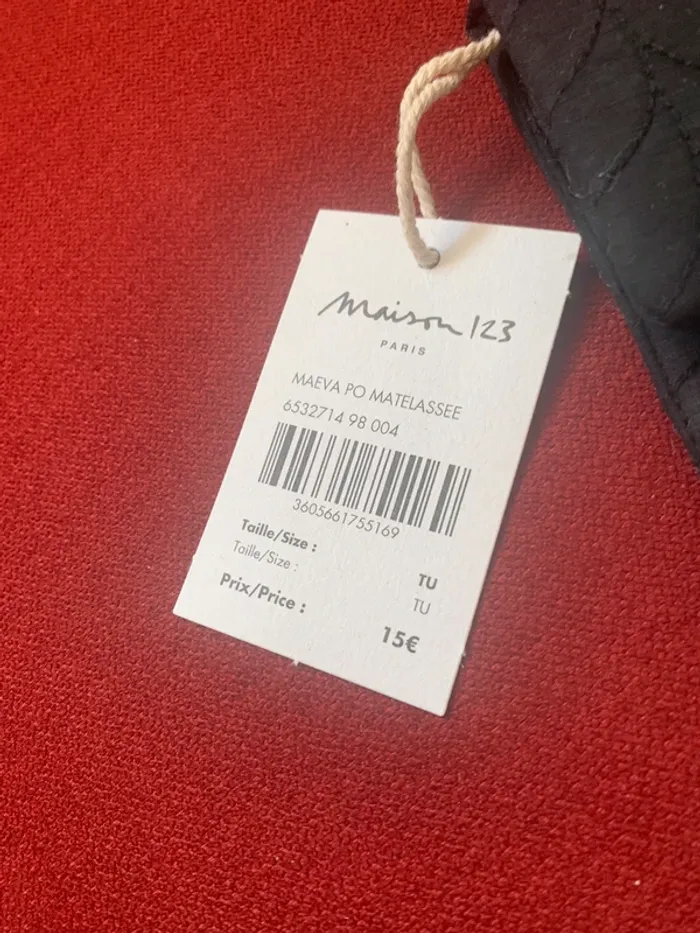 Maison 123
PARIS
MAEVA PO MATELASSEE
6532714 98 004
3605661755169
Taille/Size : TU
Taille/Size : TU
Prix/Price : 15€